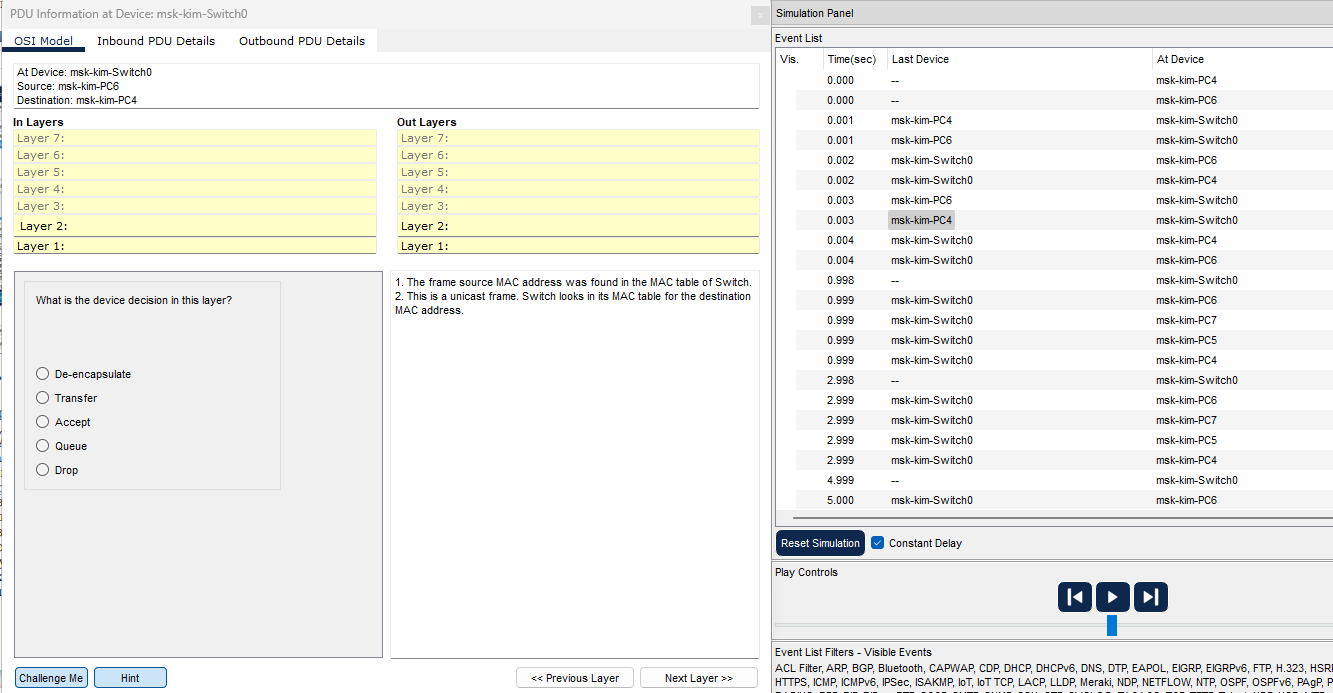 PDU Information at Device: msk-kim-Switch0
OSI Model Inbound PDU Details Outbound PDU Details
At Device: msk-kim-Switch0
Source: msk-kim-PC6
Destination: msk-kim-PC4
In Layers
Layer 7:
Layer 6:
Layer 5:
Layer 4:
Layer 3:
Layer 2:
Layer 1:
Out Layers
Layer 7:
Layer 6:
Layer 5:
Layer 4:
Layer 3:
Layer 2:
Layer 1:
What is the device decision in this layer?
De-encapsulate
Transfer
Accept
Queue
Drop
1. The frame source MAC address was found in the MAC table of Switch.
2. This is a unicast frame. Switch looks in its MAC table for the destination
MAC address.
Challenge Me Hint << Previous Layer Next Layer >>
Simulation Panel
Event List
Vis. Time(sec) Last Device At Device
0.000 -- msk-kim-PC4
0.000 -- msk-kim-PC6
0.001 msk-kim-PC4 msk-kim-Switch0
0.001 msk-kim-PC6 msk-kim-Switch0
0.002 msk-kim-Switch0 msk-kim-PC6
0.002 msk-kim-Switch0 msk-kim-PC4
0.003 msk-kim-PC6 msk-kim-Switch0
0.003 msk-kim-PC4 msk-kim-Switch0
0.004 msk-kim-Switch0 msk-kim-PC4
0.004 msk-kim-Switch0 msk-kim-PC6
0.998 -- msk-kim-Switch0
0.999 msk-kim-Switch0 msk-kim-PC6
0.999 msk-kim-Switch0 msk-kim-PC7
0.999 msk-kim-Switch0 msk-kim-PC5
0.999 msk-kim-Switch0 msk-kim-PC4
2.998 -- msk-kim-Switch0
2.999 msk-kim-Switch0 msk-kim-PC6
2.999 msk-kim-Switch0 msk-kim-PC7
2.999 msk-kim-Switch0 msk-kim-PC5
2.999 msk-kim-Switch0 msk-kim-PC4
4.999 -- msk-kim-Switch0
5.000 msk-kim-Switch0 msk-kim-PC6
Reset Simulation Constant Delay
Play Controls
Event List Filters - Visible Events
ACL Filter, ARP, BGP, Bluetooth, CAPWAP, CDP, DHCP, DHCPv6, DNS, DTP, EAPOL, EIGRP, EIGRPv6, FTP, H.323, HSR
HTTPS, ICMP, ICMPv6, IPSec, ISAKMP, IoT, IoT TCP, LACP, LLDP, Meraki, NDP, NETFLOW, NTP, OSPF, OSPFv6, PAgP,